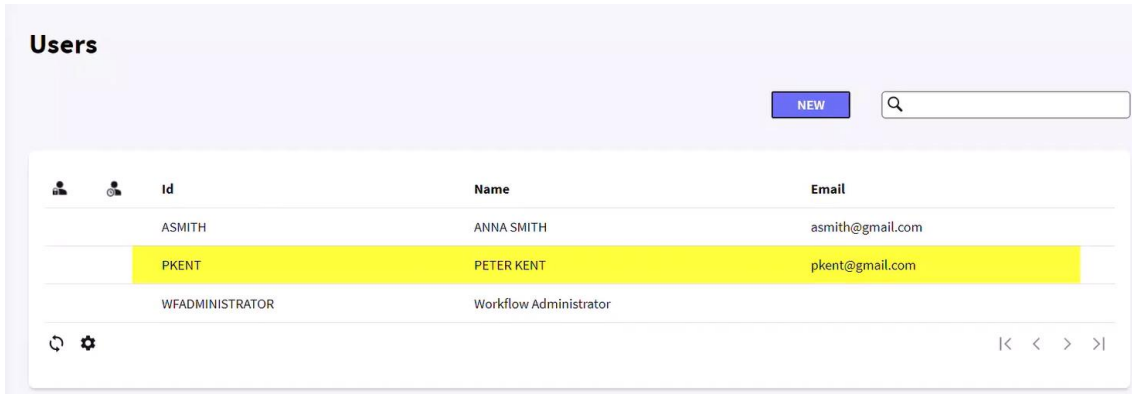 Users
NEW
Id Name Email
ASMITH ANNA SMITH asmith@gmail.com
PKENT PETER KENT pkent@gmail.com
WFADMINISTRATOR Workflow Administrator